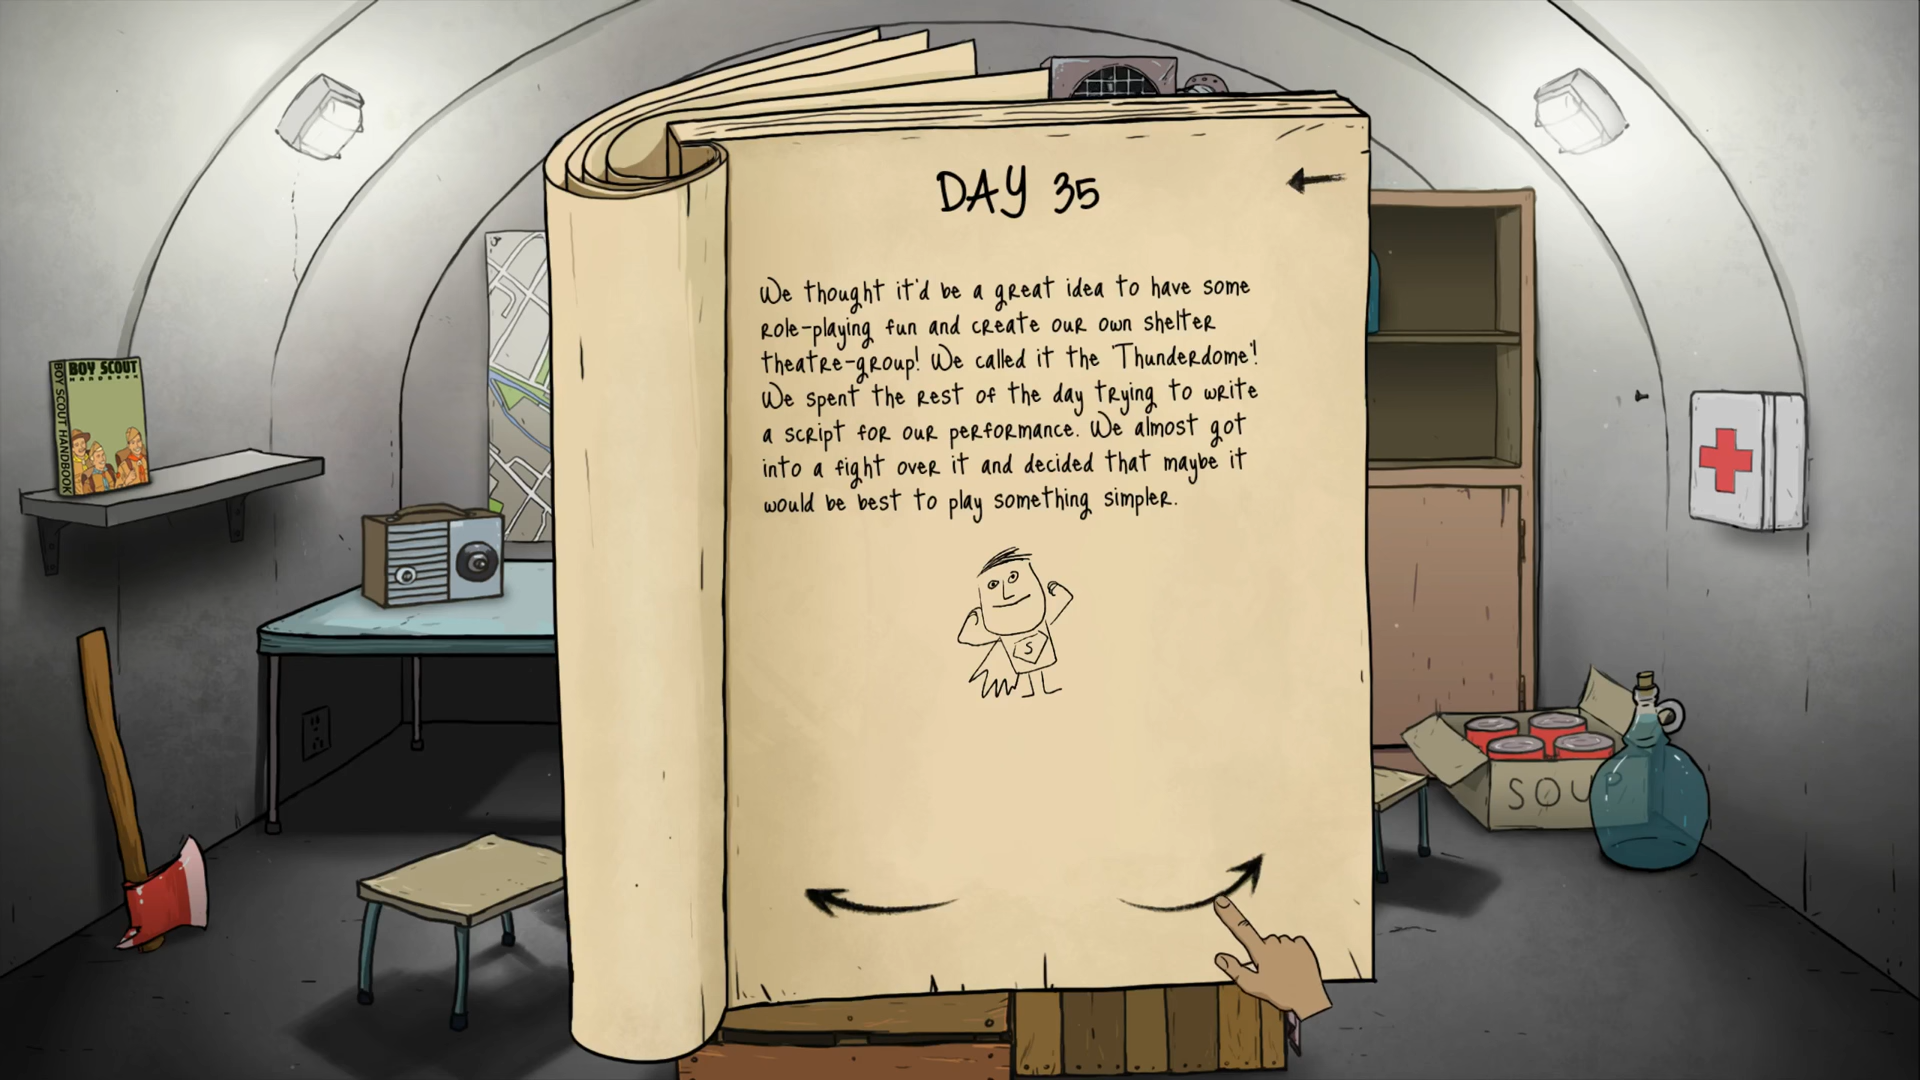 DAY 35
We thought it'd be a great idea to have some
role-playing fun and create our own shelter
theatre-group! We called it the 'Thunderdome'!
We spent the rest of the day trying to write
a script for our performance. We almost got
into a fight over it and decided that maybe it
would be best to play something simpler.
S
BOY SCOUT
HANDBOOK
BOY SCOUT HANDBOOK
SOUP